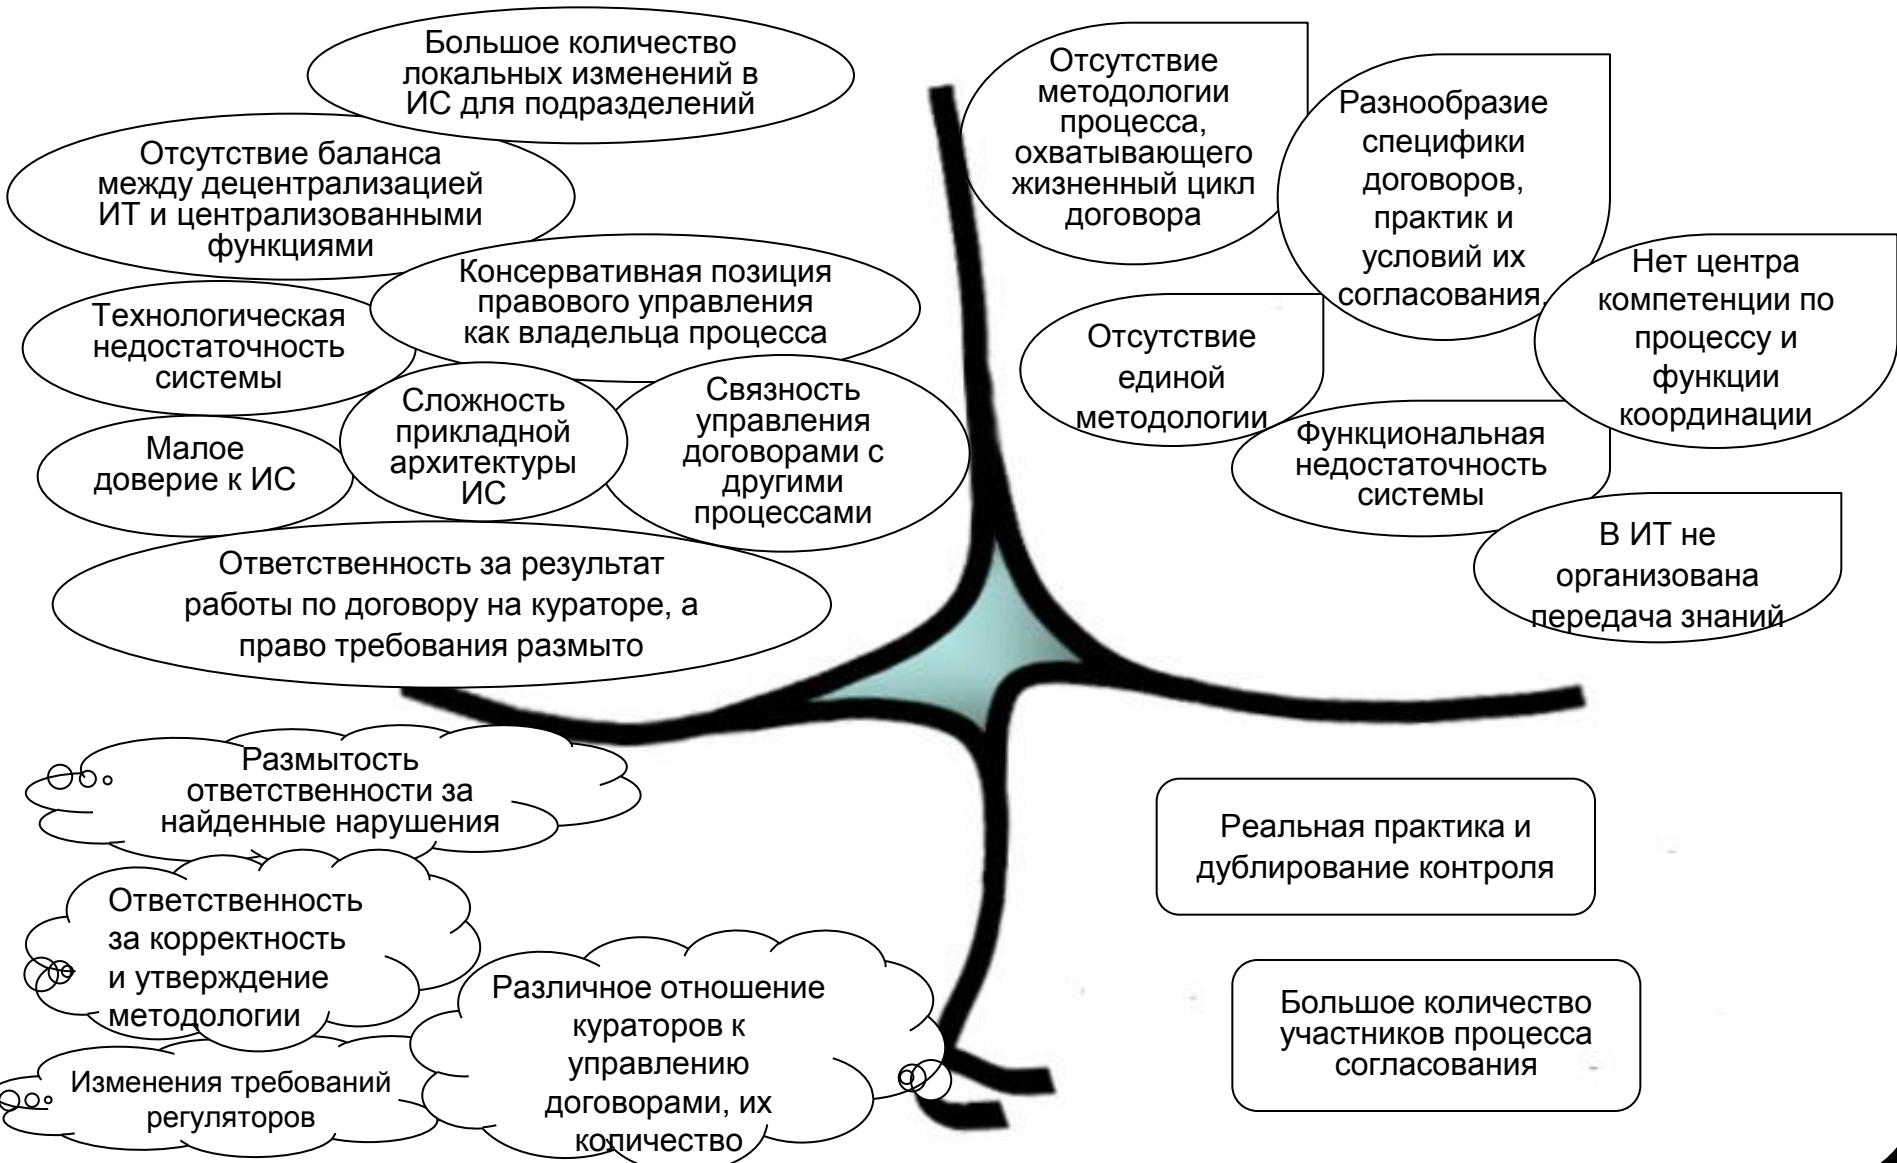 Большое количество
локальных изменений в
ИС для подразделений
Отсутствие баланса
между децентрализацией
ИТ и централизованными
функциями
Консервативная позиция
правового управления
как владельца процесса
Технологическая
недостаточность
системы
Сложность
прикладной
архитектуры
ИС
Связность
управления
договорами с
другими
процессами
Малое
доверие к ИС
Ответственность за результат
работы по договору на кураторе, а
право требования размыто
Отсутствие
методологии
процесса,
охватывающего
жизненный цикл
договора
Разнообразие
специфики
договоров,
практик и
условий их
согласования,
Нет центра
компетенции по
процессу и
функции
координации
Отсутствие
единой
методологии
Функциональная
недостаточность
системы
В ИТ не
организована
передача знаний
Размытость
ответственности за
найденные нарушения
Ответственность
за корректность
и утверждение
методологии
Изменения требований
регуляторов
Различное отношение
кураторов к
управлению
договорами, их
количество
Реальная практика и
дублирование контроля
Большое количество
участников процесса
согласования